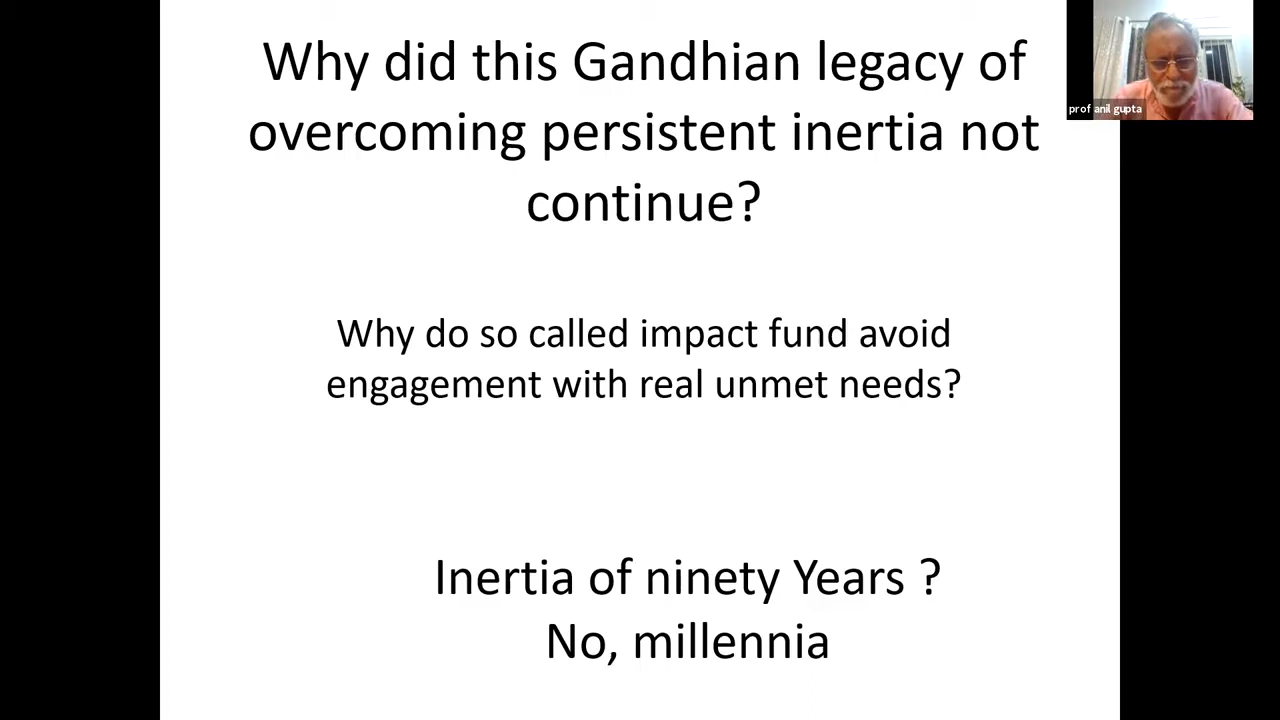 Why did this Gandhian legacy of
overcoming persistent inertia not
continue?
prof anil gupta
Why do so called impact fund avoid
engagement with real unmet needs?
Inertia of ninety Years ?
No, millennia